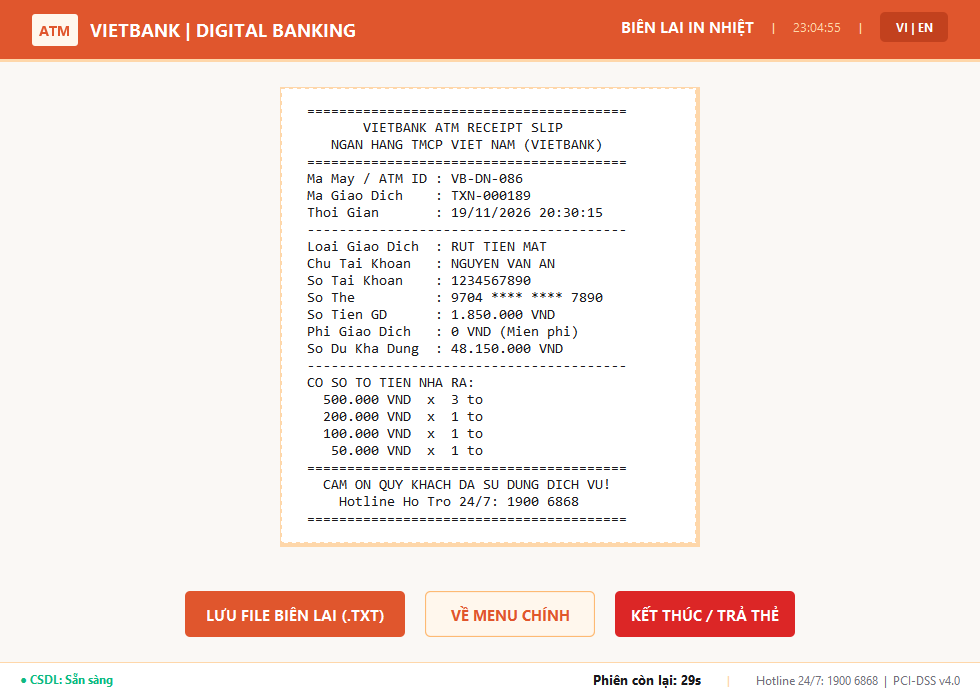 ATM VIETBANK | DIGITAL BANKING BIÊN LAI IN NHIỆT | 23:04:55 | VI | EN
========================================
VIETBANK ATM RECEIPT SLIP
NGAN HANG TMCP VIET NAM (VIETBANK)
========================================
Ma May / ATM ID : VB-DN-086
Ma Giao Dich : TXN-000189
Thoi Gian : 19/11/2026 20:30:15
----------------------------------------
Loai Giao Dich : RUT TIEN MAT
Chu Tai Khoan : NGUYEN VAN AN
So Tai Khoan : 1234567890
So The : 9704 **** **** 7890
So Tien GD : 1.850.000 VND
Phi Giao Dich : 0 VND (Mien phi)
So Du Kha Dung : 48.150.000 VND
----------------------------------------
CO SO TO TIEN NHA RA:
500.000 VND x 3 to
200.000 VND x 1 to
100.000 VND x 1 to
50.000 VND x 1 to
========================================
CAM ON QUY KHACH DA SU DUNG DICH VU!
Hotline Ho Tro 24/7: 1900 6868
========================================
LƯU FILE BIÊN LAI (.TXT) VỀ MENU CHÍNH KẾT THÚC / TRẢ THẺ
• CSDL: Sẵn sàng Phiên còn lại: 29s | Hotline 24/7: 1900 6868 | PCI-DSS v4.0